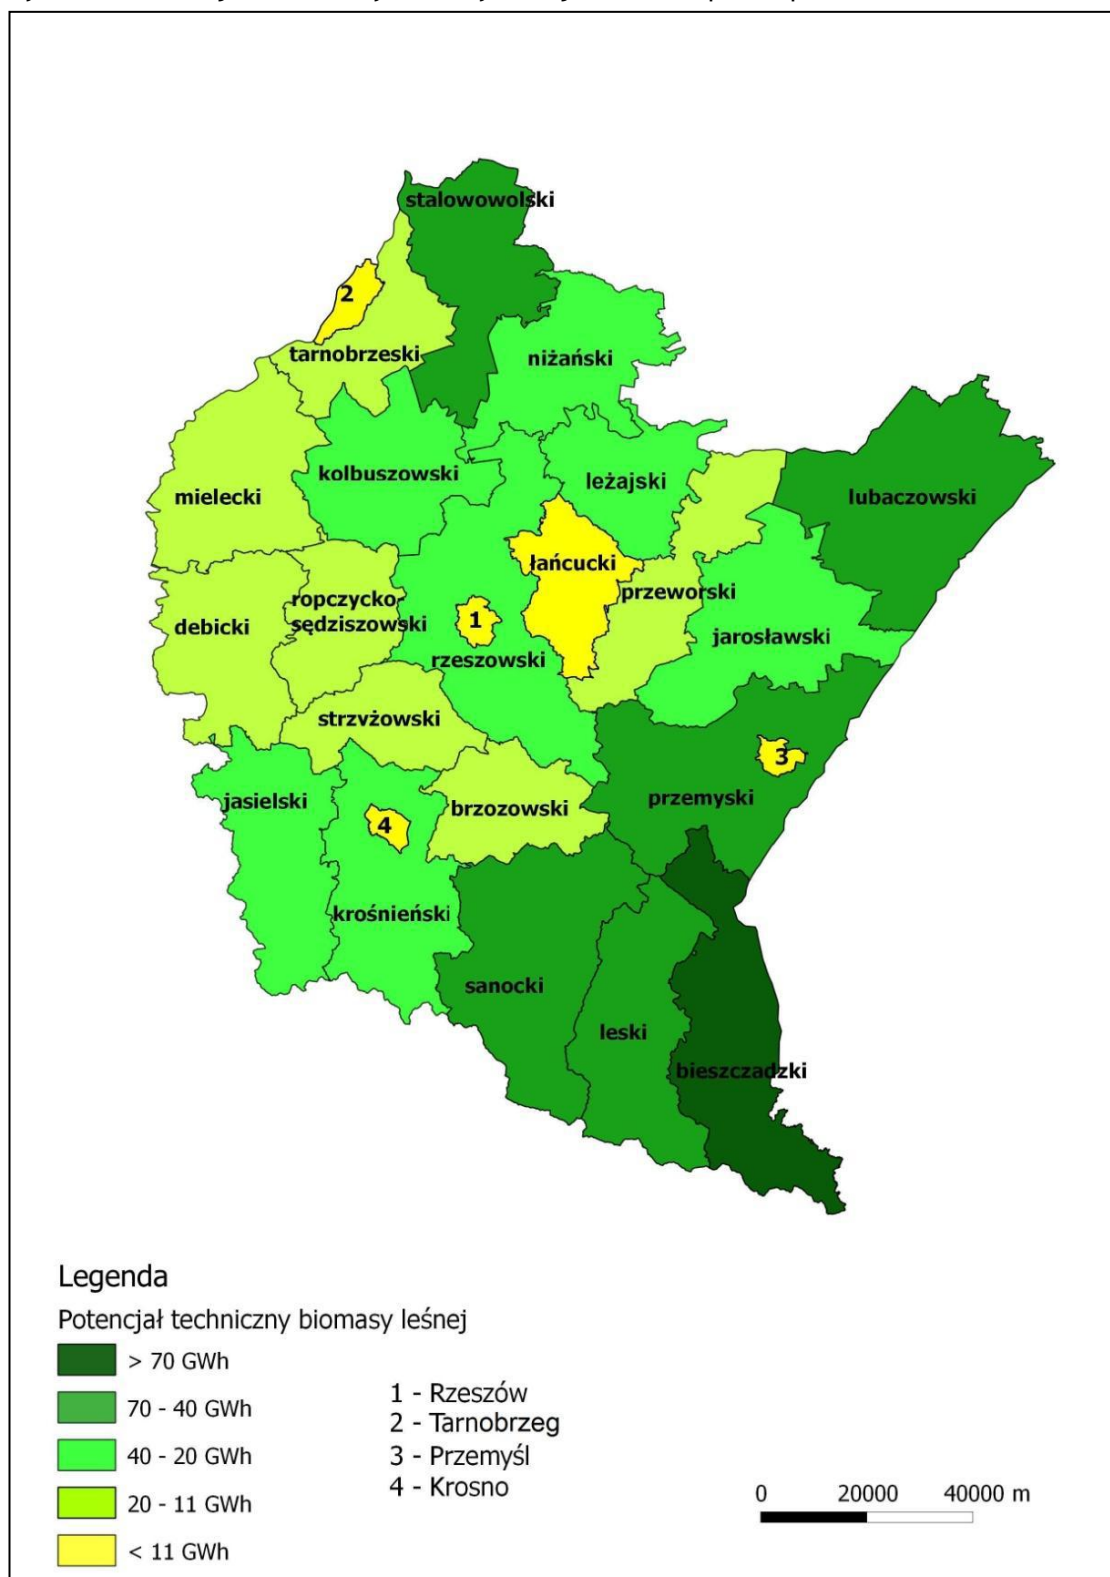 stalowowolski
2
tarnobrzeski
niżański
kolbuszowski
leżajski
mielecki
lubaczowski
łańcucki
ropczycko-
sędziszowski
przeworski
debicki
1
jarosławski
rzeszowski
strzvżowski
3
jasielski
brzozowski
przemyski
4
krośnieński
sanocki
leski
bieszczadzki
Legenda
Potencjał techniczny biomasy leśnej
> 70 GWh
70 - 40 GWh
40 - 20 GWh
20 - 11 GWh
< 11 GWh
1 - Rzeszów
2 - Tarnobrzeg
3 - Przemyśl
4 - Krosno
0 20000 40000 m